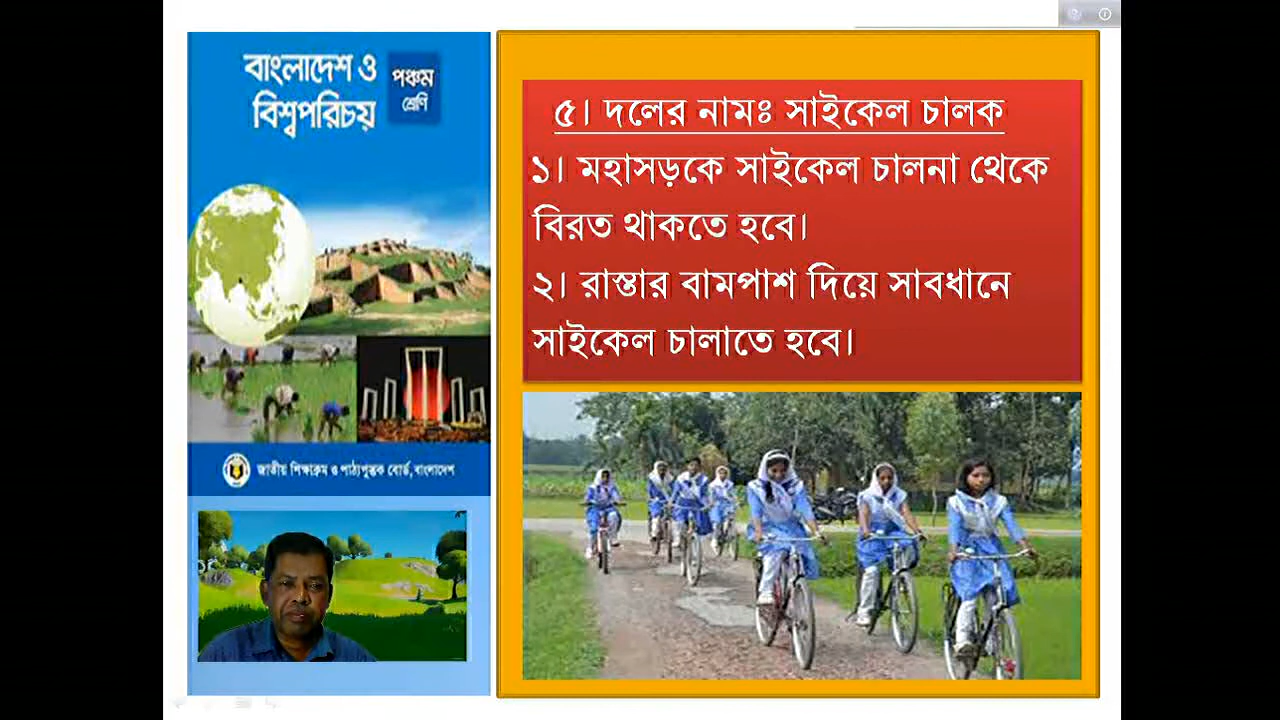 বাংলাদেশ ও
বিশ্বপরিচয়
পঞ্চম
শ্রেণি
জাতীয় শিক্ষাক্রম ও পাঠ্যপুস্তক বোর্ড, বাংলাদেশ
৫। দলের নামঃ সাইকেল চালক
১। মহাসড়কে সাইকেল চালনা থেকে
বিরত থাকতে হবে।
২। রাস্তার বামপাশ দিয়ে সাবধানে
সাইকেল চালাতে হবে।